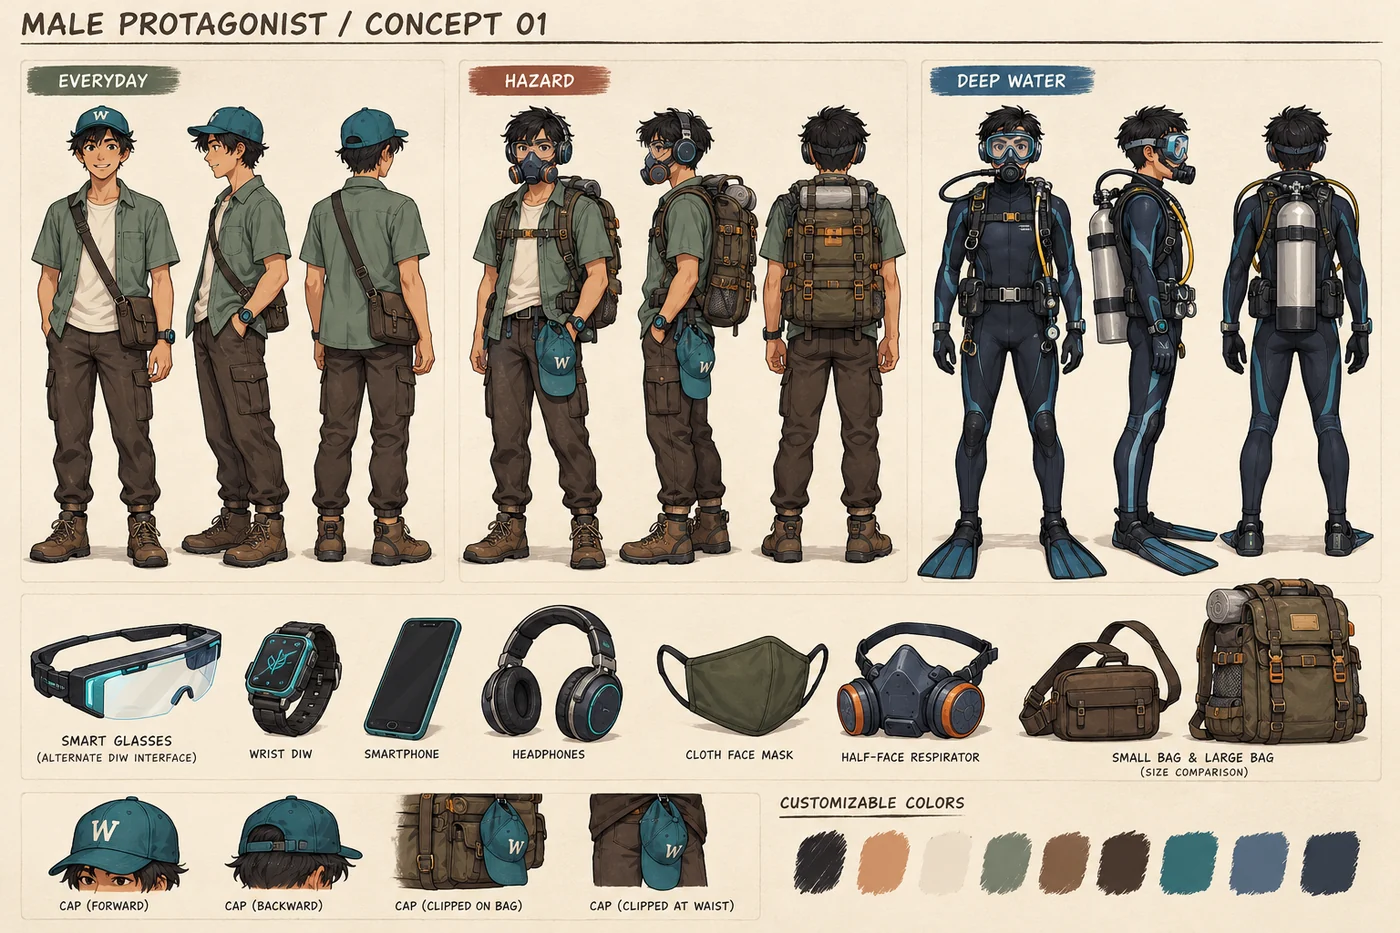 MALE PROTAGONIST / CONCEPT 01
EVERYDAY
HAZARD
DEEP WATER
W
W
W
SMART GLASSES
(ALTERNATE DIW INTERFACE)
WRIST DIW
SMARTPHONE
HEADPHONES
CLOTH FACE MASK
HALF-FACE RESPIRATOR
SMALL BAG & LARGE BAG
(SIZE COMPARISON)
W
W
W
CAP (FORWARD)
CAP (BACKWARD)
CAP (CLIPPED ON BAG)
CAP (CLIPPED AT WAIST)
CUSTOMIZABLE COLORS